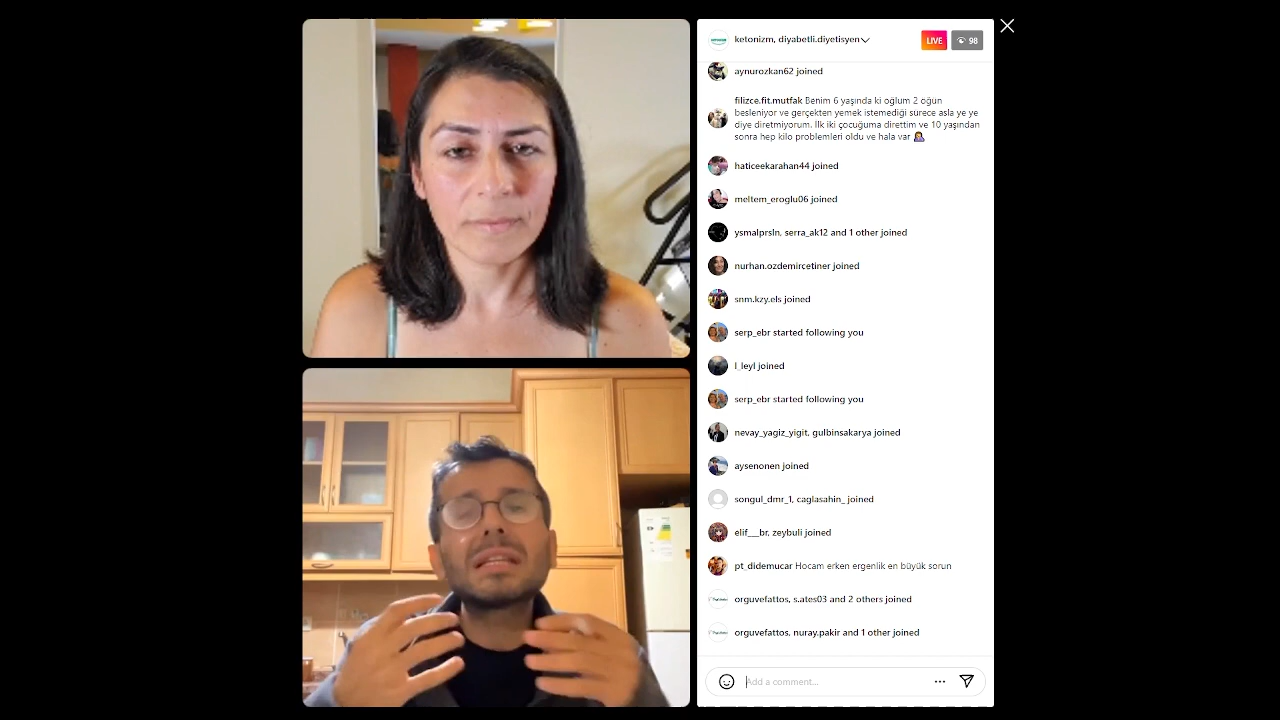 ketonizm, diyabetli.diyetisyen
LIVE
98
aynurozkan62 joined
filizce.fit.mutfak Benim 6 yaşında ki oğlum 2 öğün
besleniyor ve gerçekten yemek istemediği sürece asla ye ye
diye diretmiyorum. İlk iki çocuğuma direttim ve 10 yaşından
sonra hep kilo problemleri oldu ve hala var 🤦‍♀️
haticeekarahan44 joined
meltem_eroglu06 joined
ysmalprsln, serra_ak12 and 1 other joined
nurhan.ozdemircetiner joined
snm.kzy.els joined
serp_ebr started following you
l_leyl joined
serp_ebr started following you
nevay_yagiz_yigit, gulbinsakarya joined
aysenonen joined
songul_dmr_1, caglasahin_ joined
elif___br, zeybuli joined
pt_didemucar Hocam erken ergenlik en büyük sorun
orguvefattos, s.ates03 and 2 others joined
orguvefattos, nuray.pakir and 1 other joined
Add a comment...